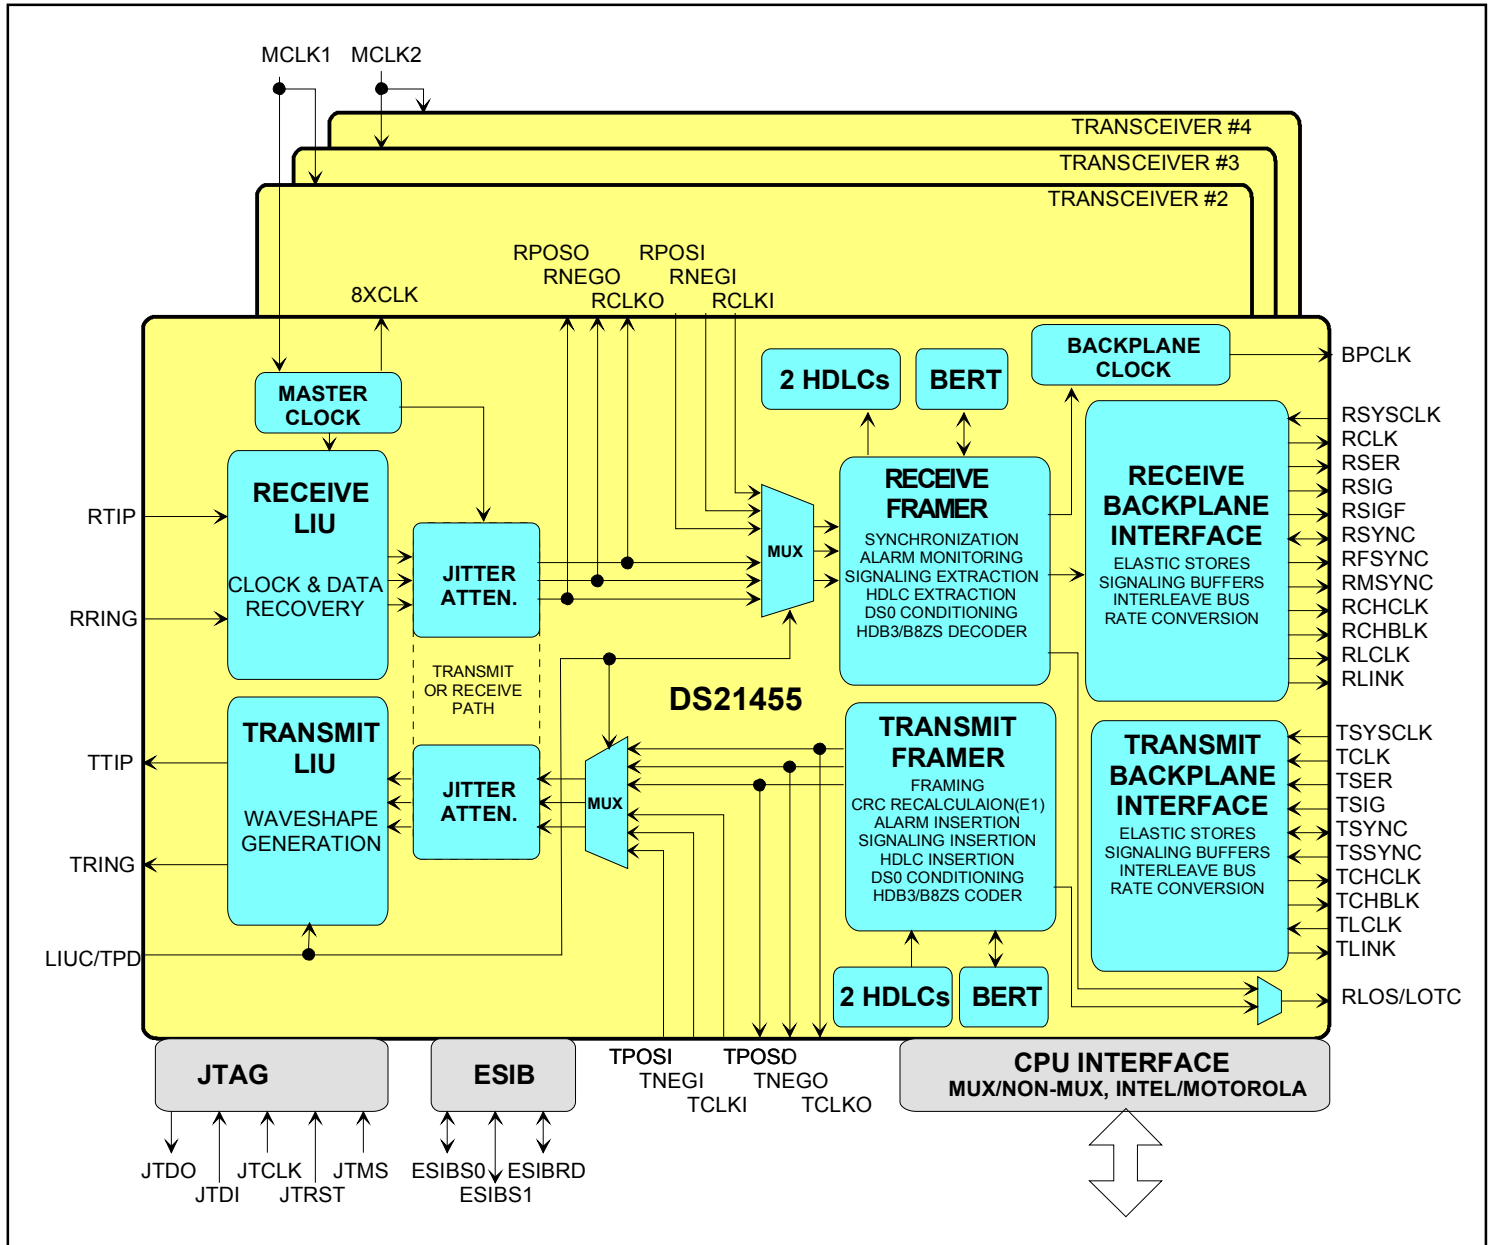 MCLK1 MCLK2
TRANSCEIVER #4
TRANSCEIVER #3
TRANSCEIVER #2
RPOSO
RNEGO
RCLKO
RPOSI
RNEGI
RCLKI
8XCLK
MASTER
CLOCK
2 HDLCs
BERT
BACKPLANE
CLOCK
BPCLK
RTIP
RRING
RECEIVE
LIU
CLOCK & DATA
RECOVERY
JITTER
ATTEN.
MUX
RECEIVE
FRAMER
SYNCHRONIZATION
ALARM MONITORING
SIGNALING EXTRACTION
HDLC EXTRACTION
DS0 CONDITIONING
HDB3/B8ZS DECODER
RECEIVE
BACKPLANE
INTERFACE
ELASTIC STORES
SIGNALING BUFFERS
INTERLEAVE BUS
RATE CONVERSION
RSYSCLK
RCLK
RSER
RSIG
RSIGF
RSYNC
RFSYNC
RMSYNC
RCHCLK
RCHBLK
RLCLK
RLINK
TRANSMIT
OR RECEIVE
PATH
DS21455
TTIP
TRING
LIUC/TPD
TRANSMIT
LIU
WAVESHAPE
GENERATION
JITTER
ATTEN.
MUX
TRANSMIT
FRAMER
FRAMING
CRC RECALCULAION(E1)
ALARM INSERTION
SIGNALING INSERTION
HDLC INSERTION
DS0 CONDITIONING
HDB3/B8ZS CODER
TRANSMIT
BACKPLANE
INTERFACE
ELASTIC STORES
SIGNALING BUFFERS
INTERLEAVE BUS
RATE CONVERSION
TSYSCLK
TCLK
TSER
TSIG
TSYNC
TSSYNC
TCHCLK
TCHBLK
TLCLK
TLINK
2 HDLCs
BERT
RLOS/LOTC
JTAG
ESIB
TPOSI
TNEGI
TCLKI
TPOSO
TNEGO
TCLKO
CPU INTERFACE
MUX/NON-MUX, INTEL/MOTOROLA
JTDO
JTDI
JTCLK
JTRST
JTMS
ESIBS0
ESIBS1
ESIBRD